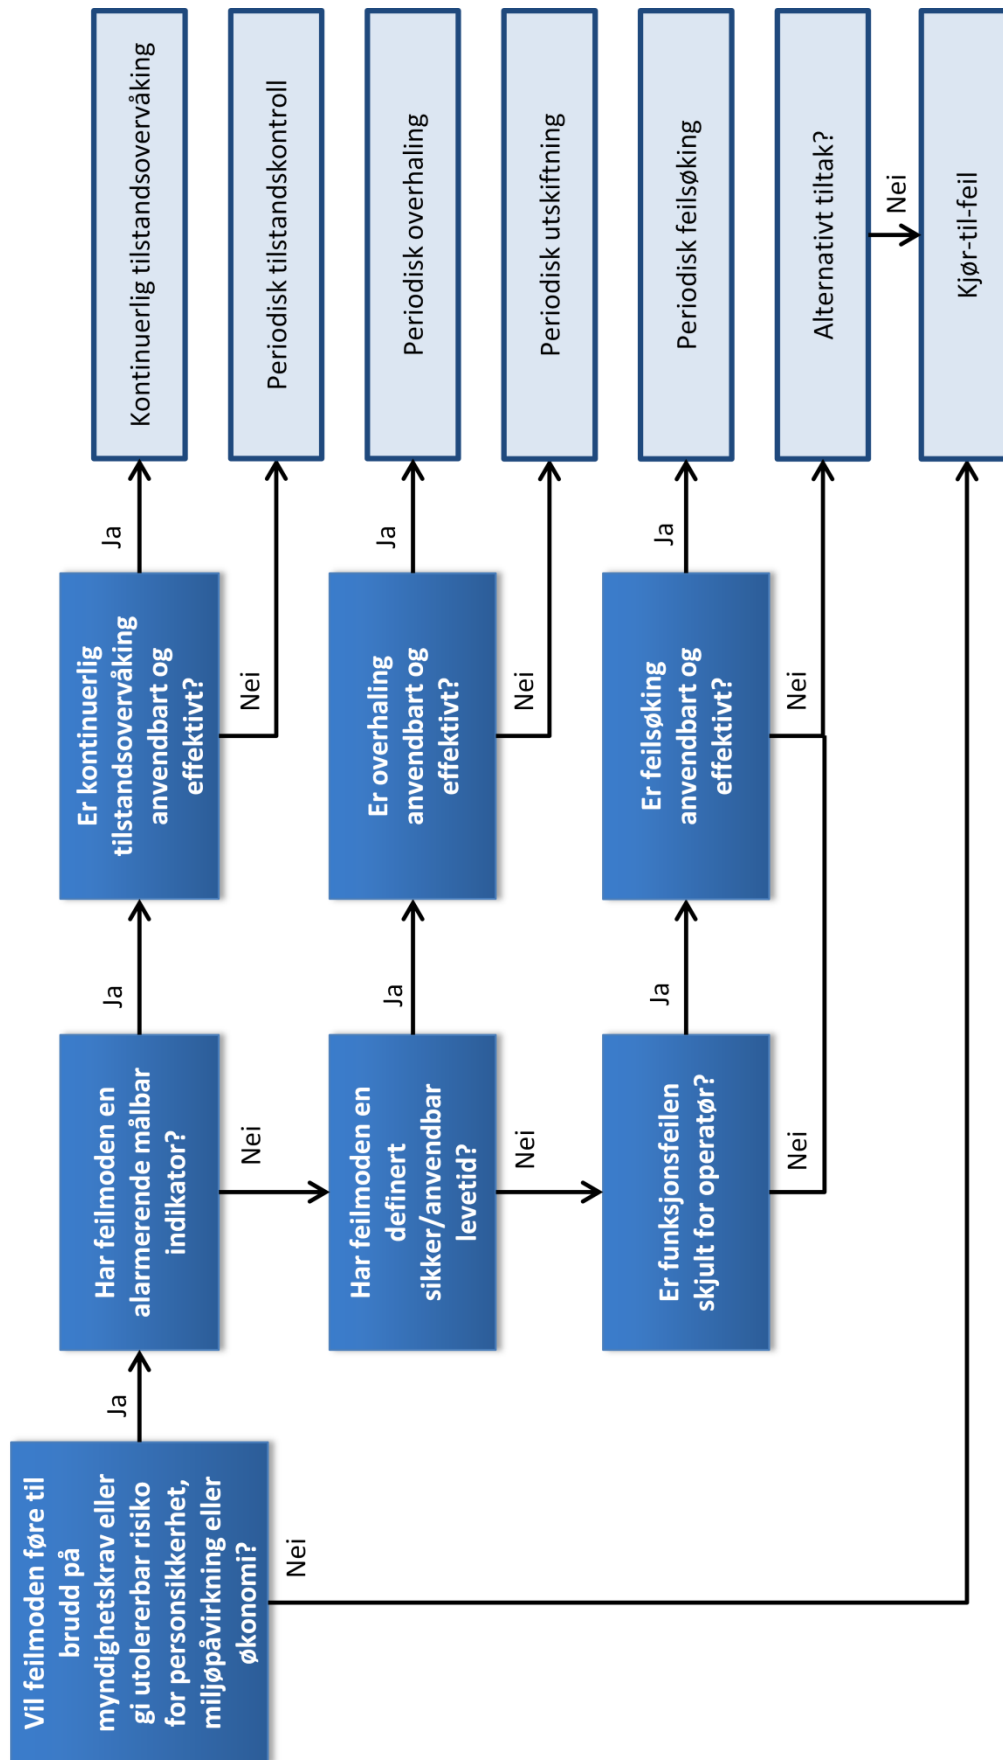 Vil feilmoden føre til
brudd på
myndighetskrav eller
gi utolererbar risiko
for personsikkerhet,
miljøpåvirkning eller
økonomi?
Ja
Nei
Har feilmoden en
alarmerende målbar
indikator?
Ja
Nei
Er kontinuerlig
tilstandsovervåking
anvendbart og
effektivt?
Ja
Nei
Kontinuerlig tilstandsovervåking
Periodisk tilstandskontroll
Har feilmoden en
definert
sikker/anvendbar
levetid?
Ja
Nei
Er overhaling
anvendbart og
effektivt?
Ja
Nei
Periodisk overhaling
Periodisk utskiftning
Er funksjonsfeilen
skjult for operatør?
Ja
Nei
Er feilsøking
anvendbart og
effektivt?
Ja
Nei
Periodisk feilsøking
Alternativt tiltak?
Nei
Kjør-til-feil